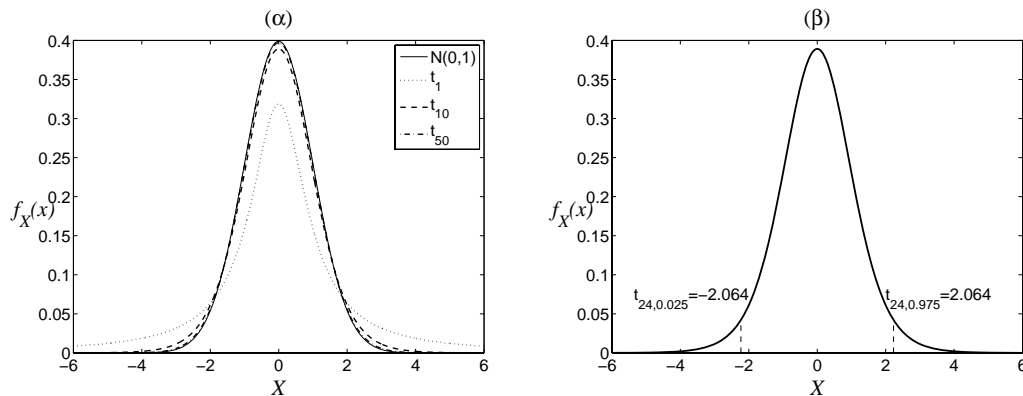 (α)
0.4
0.35
0.3
0.25
0.2
0.15
0.1
0.05
0
f_X(x)
−6 −4 −2 0 2 4 6
X
N(0,1)
t_1
t_10
t_50
(β)
0.4
0.35
0.3
0.25
0.2
0.15
0.1
0.05
0
f_X(x)
t_24,0.025=−2.064
t_24,0.975=2.064
−6 −4 −2 0 2 4 6
X